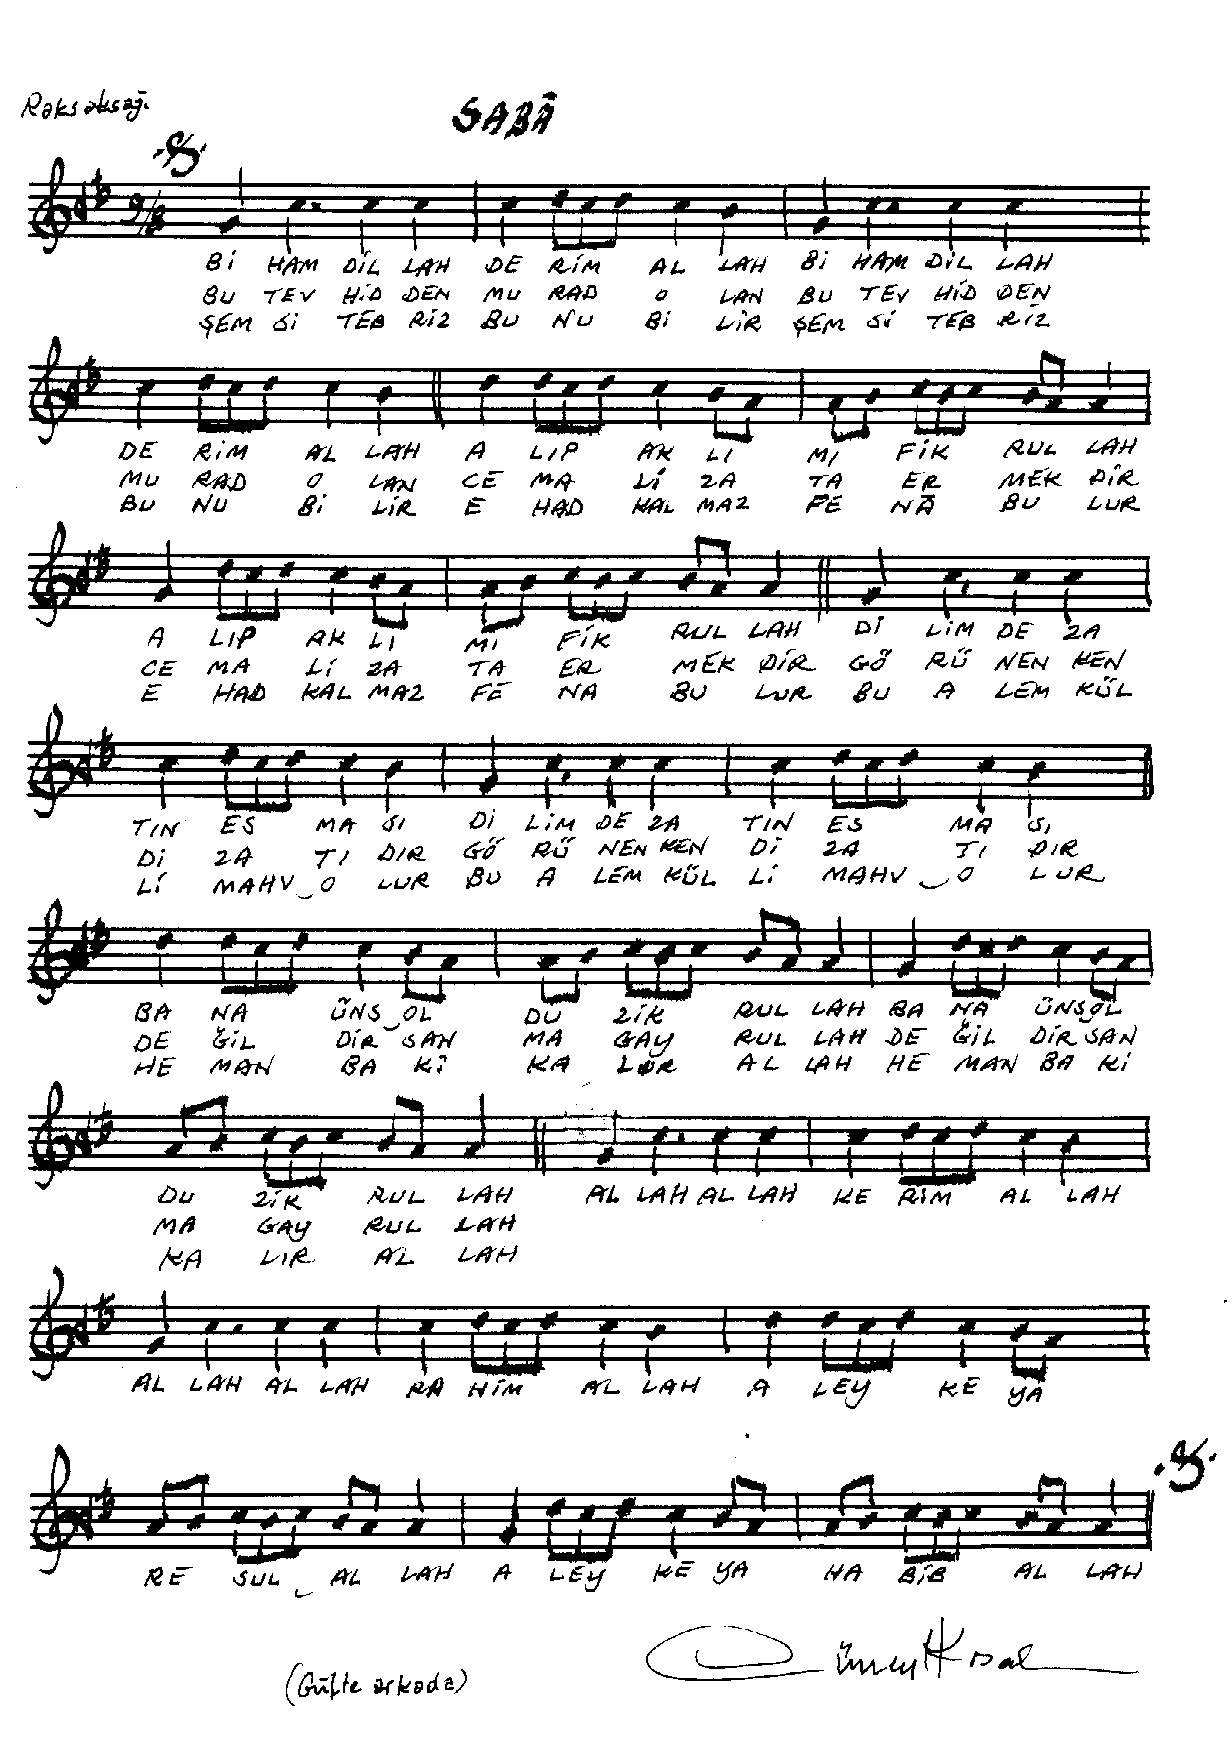 Raksaksağı.
SABÂ
9/8
Bİ HAM DİL LAH DE RİM AL LAH Bİ HAM DİL LAH
BU TEV HİD DEN MU RAD O LAN BU TEV HİD DEN
ŞEM Sİ TEB RİZ BU NU Bİ LİR ŞEM Sİ TEB RİZ
DE RİM AL LAH A LIP AK LI MI FİK RUL LAH
MU RAD O LAN CE MA Lİ ZA TA ER MEK DİR
BU NU Bİ LİR E HAD KAL MAZ FE NÂ BU LUR
A LIP AK LI MI FİK RUL LAH Dİ LİM DE ZA
CE MA Lİ ZA TA ER MEK DİR GÖ RÜ NEN KEN
E HAD KAL MAZ FE NA BU LUR BU A LEM KÜL
TIN ES MA SI Dİ LİM DE ZA TIN ES MA SI
Dİ ZA TI DIR GÖ RÜ NEN KEN Dİ ZA TI DIR
Lİ MAHV‿O LUR BU A LEM KÜL Lİ MAHV‿O LUR
BA NA ÜNS‿OL DU ZİK RUL LAH BA NA ÜNS‿OL
DE ĞİL DİR SAN MA GAY RUL LAH DE ĞİL DİR SAN
HE MAN BA Kİ KA LIR AL LAH HE MAN BA Kİ
DU ZİK RUL LAH AL LAH AL LAH KE RİM AL LAH
MA GAY RUL LAH
KA LIR AL LAH
AL LAH AL LAH RA HİM AL LAH A LEY KE YA
RE SUL‿AL LAH A LEY KE YA HA BİB AL LAH
(Güfte arkada)
Cüneyt Kosal